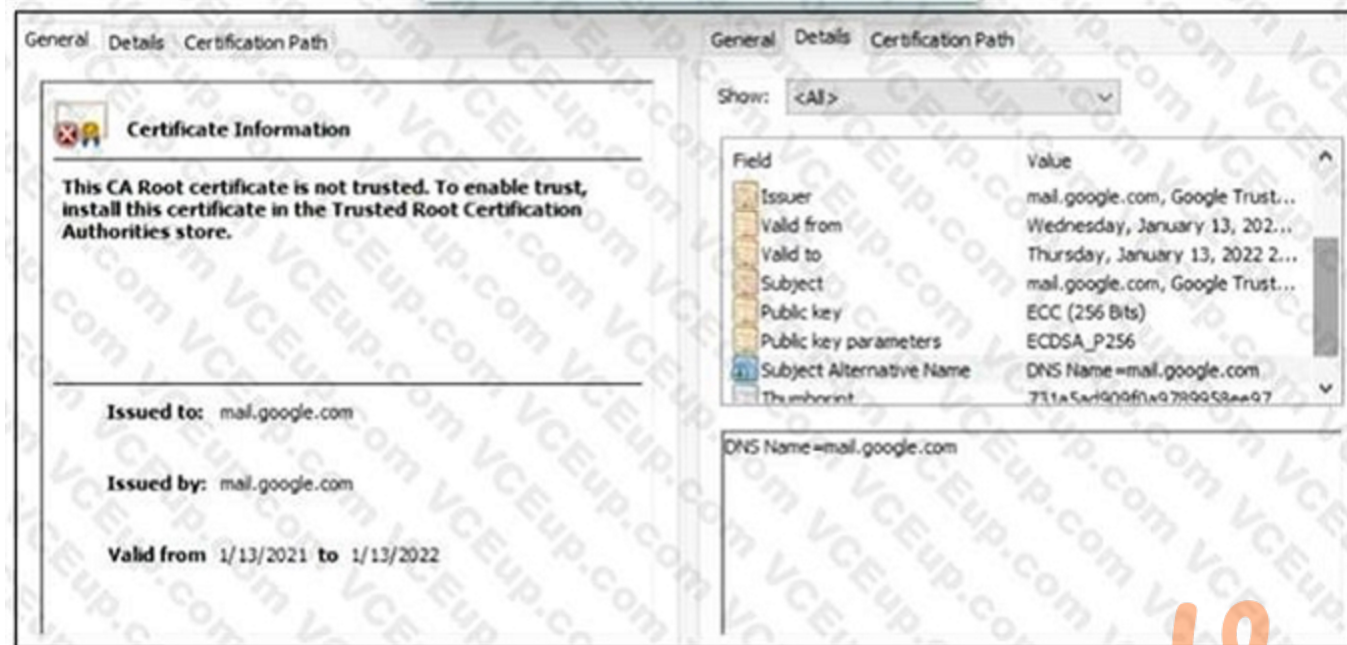 General Details Certification Path
Certificate Information
This CA Root certificate is not trusted. To enable trust,
install this certificate in the Trusted Root Certification
Authorities store.
Issued to: mail.google.com
Issued by: mail.google.com
Valid from 1/13/2021 to 1/13/2022
General Details Certification Path
Show: <All>
Field Value
Issuer mail.google.com, Google Trust...
Valid from Wednesday, January 13, 202...
Valid to Thursday, January 13, 2022 2...
Subject mail.google.com, Google Trust...
Public key ECC (256 Bits)
Public key parameters ECDSA_P256
Subject Alternative Name DNS Name=mail.google.com
Thumbprint 731a5ad909f0a9789958ee97
DNS Name=mail.google.com
VCEup.com